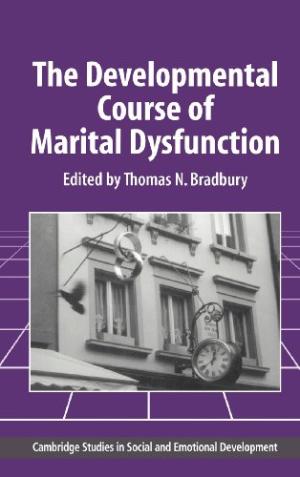 The Developmental
Course of
Marital Dysfunction
Edited by Thomas N. Bradbury
Cambridge Studies in Social and Emotional Development